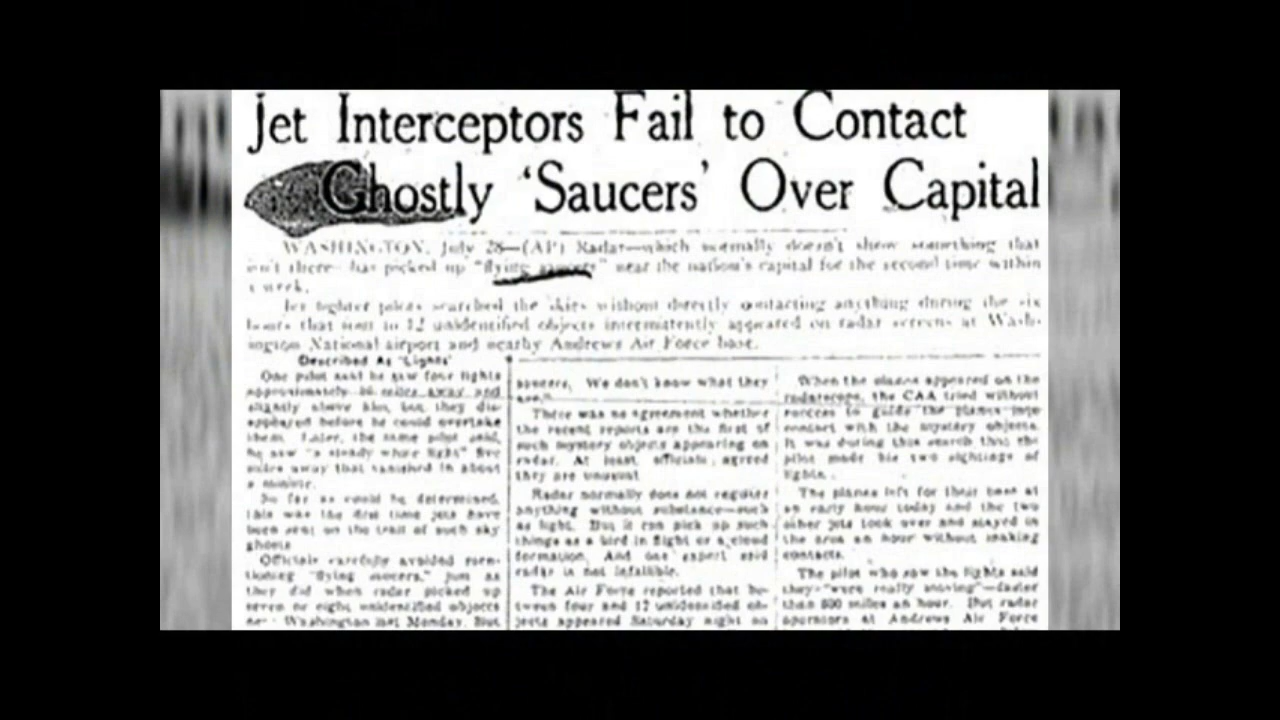 Jet Interceptors Fail to Contact
Ghostly 'Saucers' Over Capital
WASHINGTON, July 28—(AP) Radar—which normally doesn't show something that
isn't there—has picked up "flying saucers" near the nation's capital for the second time within
a week.
Jet fighter planes searched the skies without directly contacting anything during the six
hours that four to 12 unidentified objects intermittently appeared on radar screens at Wash-
ington National airport and nearby Andrews Air Force base.
Described As 'Lights'
One pilot said he saw four lights
approximately 10 miles away and
slightly above him, but they dis-
appeared before he could overtake
them. Later, the same pilot said,
he saw "a steady white light" five
miles away that vanished in about
a minute.
So far as could be determined,
this was the first time jets have
been sent on the trail of such sky
ghosts
Officials carefully avoided men-
tioning "flying saucers," just as
they did when radar picked up
seven or eight unidentified objects
near Washington last Monday. But
saucers. We don't know what they
are."
There was no agreement whether
the recent reports are the first of
such mystery objects appearing on
radar. At least, officials agreed
they are unusual.
Radar normally does not register
anything without substance—such
as light. But it can pick up such
things as a bird in flight or a cloud
formation. And one expert said
radar is not infallible.
The Air Force reported that be-
tween four and 12 unidentified ob-
jects appeared Saturday night on
When the planes appeared on the
radarscope, the CAA tried without
success to guide the planes into
contact with the mystery objects.
It was during this search that the
pilot made his two sightings of
lights.
The planes left for their base at
an early hour today and the two
other jets took over and stayed in
the area an hour without making
contacts.
The pilot who saw the lights said
they "were really moving"—faster
than 600 miles an hour. But radar
operators at Andrews Air Force